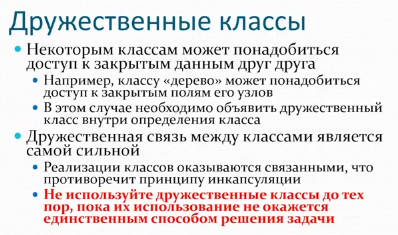 Дружественные классы
Некоторым классам может понадобиться
доступ к закрытым данным друг друга
Например, классу «дерево» может понадобиться
доступ к закрытым полям его узлов
В этом случае необходимо объявить дружественный
класс внутри определения класса
Дружественная связь между классами является
самой сильной
Реализации классов оказываются связанными, что
противоречит принципу инкапсуляции
Не используйте дружественные классы до тех
пор, пока их использование не окажется
единственным способом решения задачи